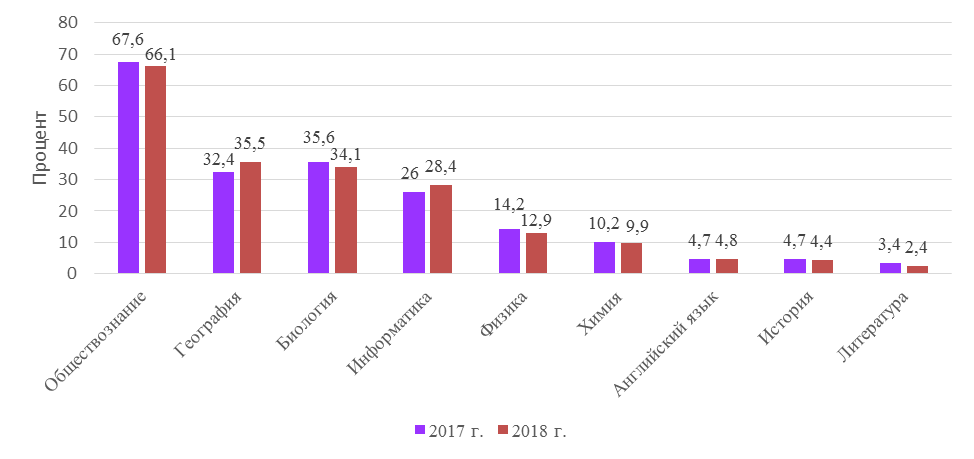 80
70
60
50
40
30
20
10
0
Процент
67,6
66,1
32,4
35,5
35,6
34,1
26
28,4
14,2
12,9
10,2
9,9
4,7
4,8
4,7
4,4
3,4
2,4
Обществознание
География
Биология
Информатика
Физика
Химия
Английский язык
История
Литература
2017 г.
2018 г.